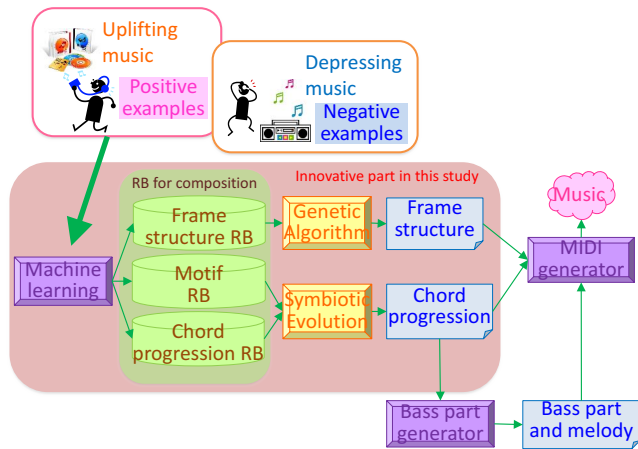 Uplifting
music
Positive
examples
Depressing
music
Negative
examples
RB for composition
Innovative part in this study
Frame
structure RB
Genetic
Algorithm
Frame
structure
Music
Machine
learning
Motif
RB
MIDI
generator
Symbiotic
Evolution
Chord
progression
Chord
progression RB
Bass part
generator
Bass part
and melody